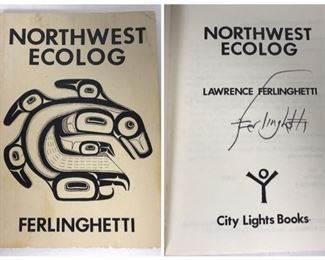 NORTHWEST
ECOLOG
FERLINGHETTI
NORTHWEST
ECOLOG
LAWRENCE FERLINGHETTI
Ferlinghetti
City Lights Books